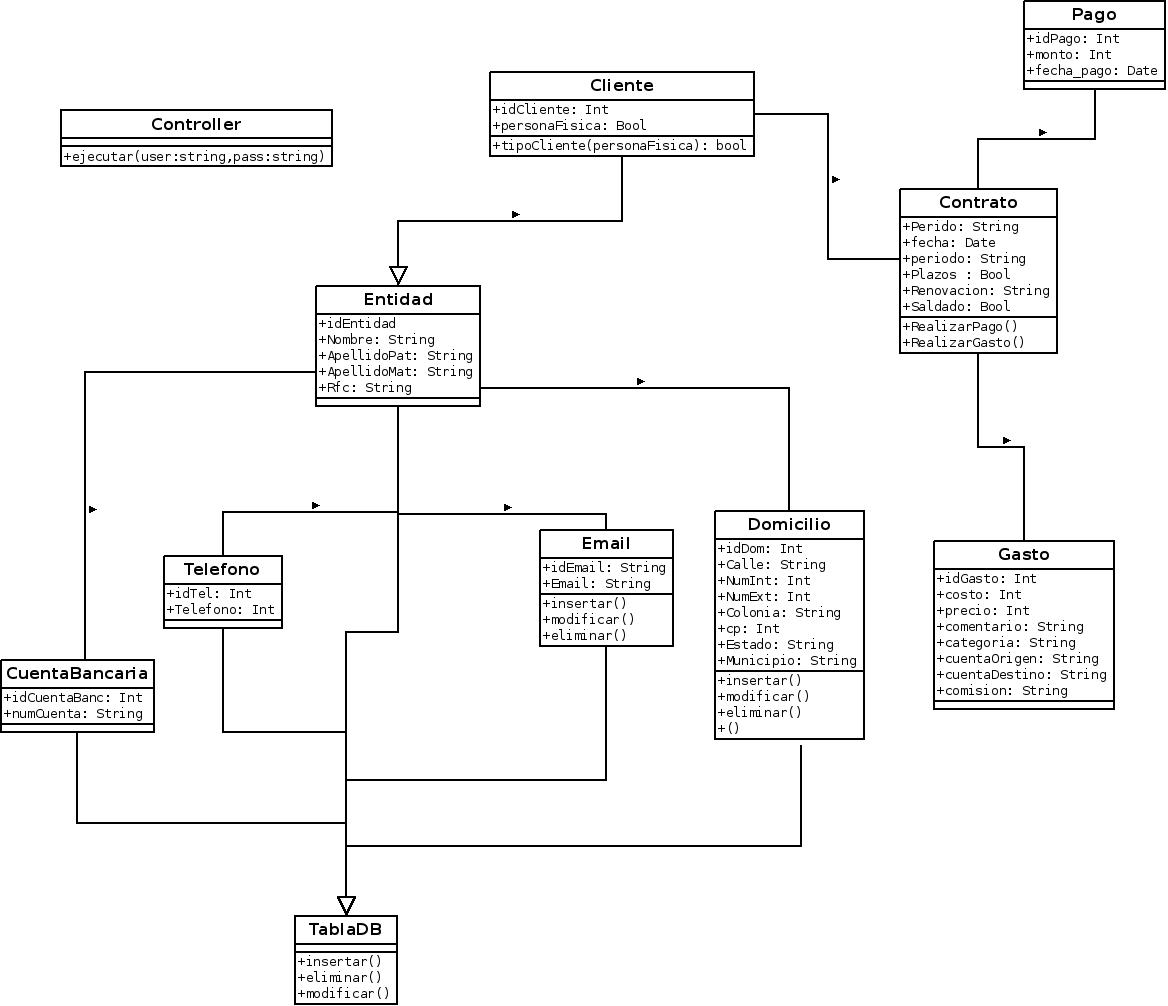 Pago
+idPago: Int
+monto: Int
+fecha_pago: Date
Cliente
+idCliente: Int
+personaFisica: Bool
+tipoCliente(personaFisica): bool
Controller
+ejecutar(user:string,pass:string)
Contrato
+Perido: String
+fecha: Date
+periodo: String
+Plazos : Bool
+Renovacion: String
+Saldado: Bool
+RealizarPago()
+RealizarGasto()
Entidad
+idEntidad
+Nombre: String
+ApellidoPat: String
+ApellidoMat: String
+Rfc: String
Telefono
+idTel: Int
+Telefono: Int
Email
+idEmail: String
+Email: String
+insertar()
+modificar()
+eliminar()
Domicilio
+idDom: Int
+Calle: String
+NumInt: Int
+NumExt: Int
+Colonia: String
+cp: Int
+Estado: String
+Municipio: String
+insertar()
+modificar()
+eliminar()
+()
Gasto
+idGasto: Int
+costo: Int
+precio: Int
+comentario: String
+categoria: String
+cuentaOrigen: String
+cuentaDestino: String
+comision: String
CuentaBancaria
+idCuentaBanc: Int
+numCuenta: String
TablaDB
+insertar()
+eliminar()
+modificar()